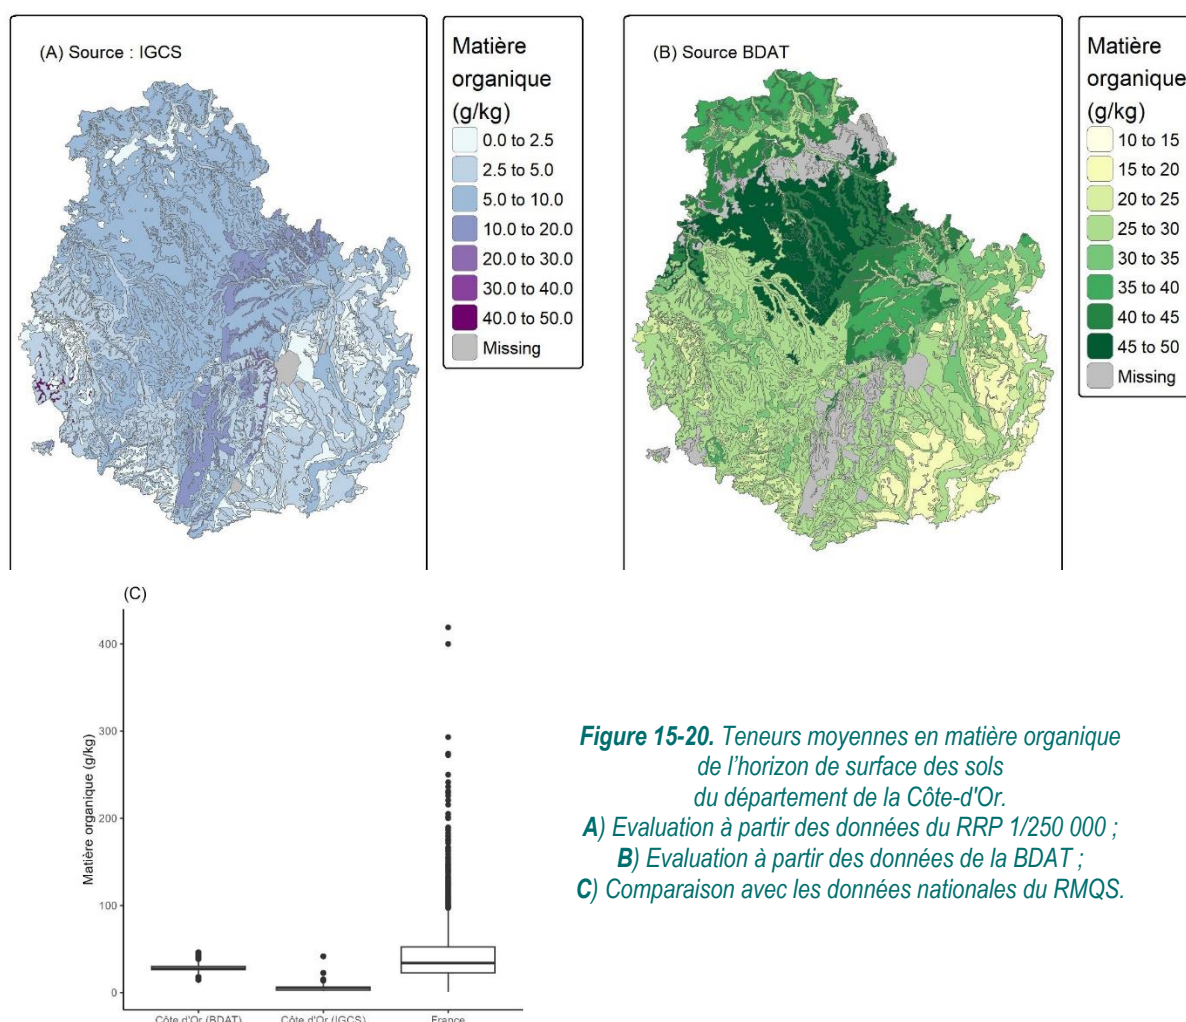 (A) Source : IGCS
Matière
organique
(g/kg)
0.0 to 2.5
2.5 to 5.0
5.0 to 10.0
10.0 to 20.0
20.0 to 30.0
30.0 to 40.0
40.0 to 50.0
Missing
(B) Source BDAT
Matière
organique
(g/kg)
10 to 15
15 to 20
20 to 25
25 to 30
30 to 35
35 to 40
40 to 45
45 to 50
Missing
(C)
Matière organique (g/kg)
400
300
200
100
0
Côte d'Or (BDAT)
Côte d'Or (IGCS)
France
Figure 15-20. Teneurs moyennes en matière organique
de l'horizon de surface des sols
du département de la Côte-d'Or.
A) Evaluation à partir des données du RRP 1/250 000 ;
B) Evaluation à partir des données de la BDAT ;
C) Comparaison avec les données nationales du RMQS.